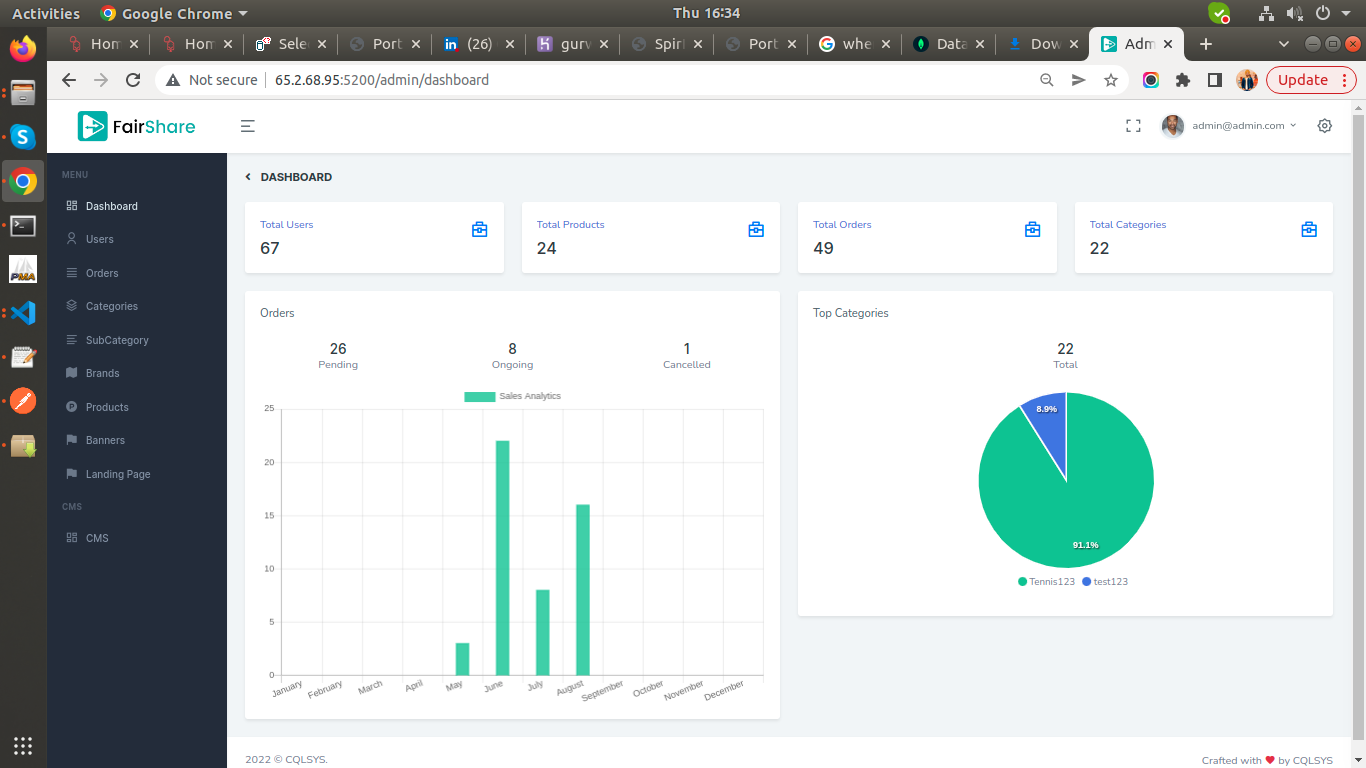 Activities Google Chrome Thu 16:34
Hom Hom Sele Port (26) gurv Spir Port whe Data Dow Adm
Not secure 65.2.68.95:5200/admin/dashboard Update
FairShare admin@admin.com
MENU
Dashboard
Users
Orders
Categories
SubCategory
Brands
Products
Banners
Landing Page
CMS
CMS
DASHBOARD
Total Users
67
Total Products
24
Total Orders
49
Total Categories
22
Orders
26
Pending
8
Ongoing
1
Cancelled
Sales Analytics
25
20
15
10
5
0
January February March April May June July August September October November December
Top Categories
22
Total
8.9%
91.1%
Tennis123 test123
2022 © CQLSYS.
Crafted with ❤ by CQLSYS
PMA